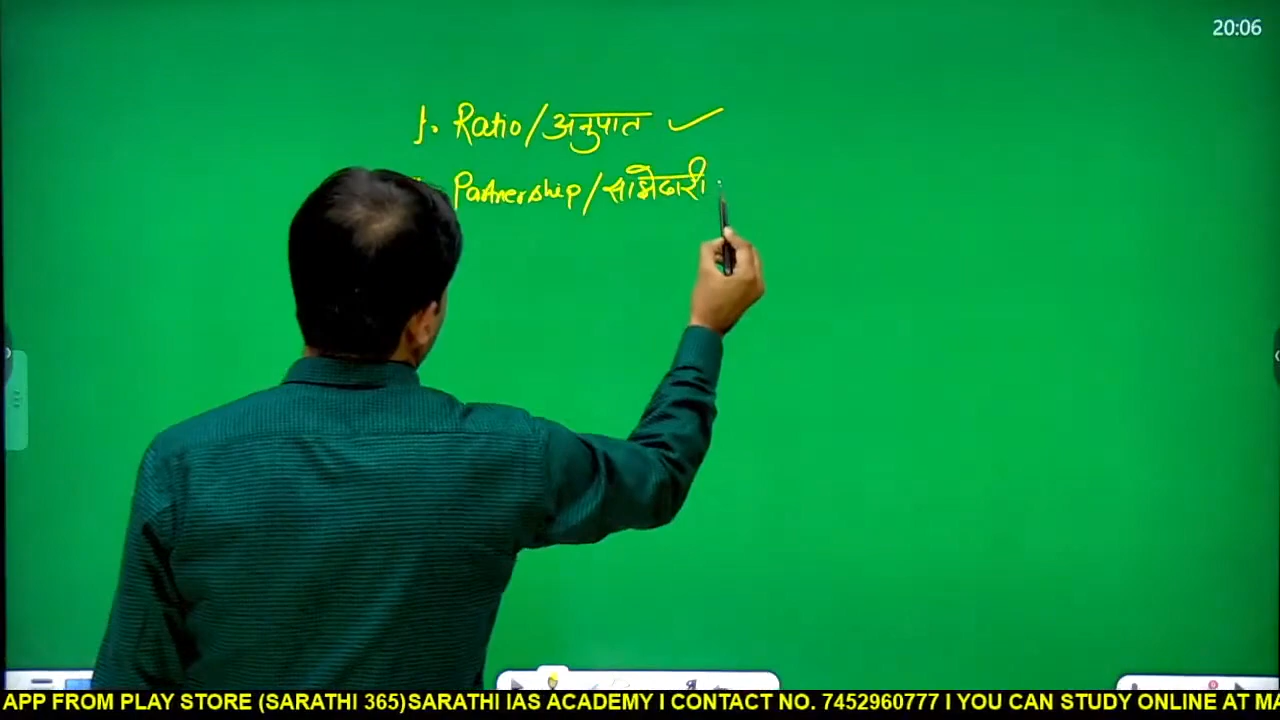 20:06
1. Ratio/अनुपात ✓
Partnership/साझेदारी
APP FROM PLAY STORE (SARATHI 365)SARATHI IAS ACADEMY I CONTACT NO. 7452960777 I YOU CAN STUDY ONLINE AT MA